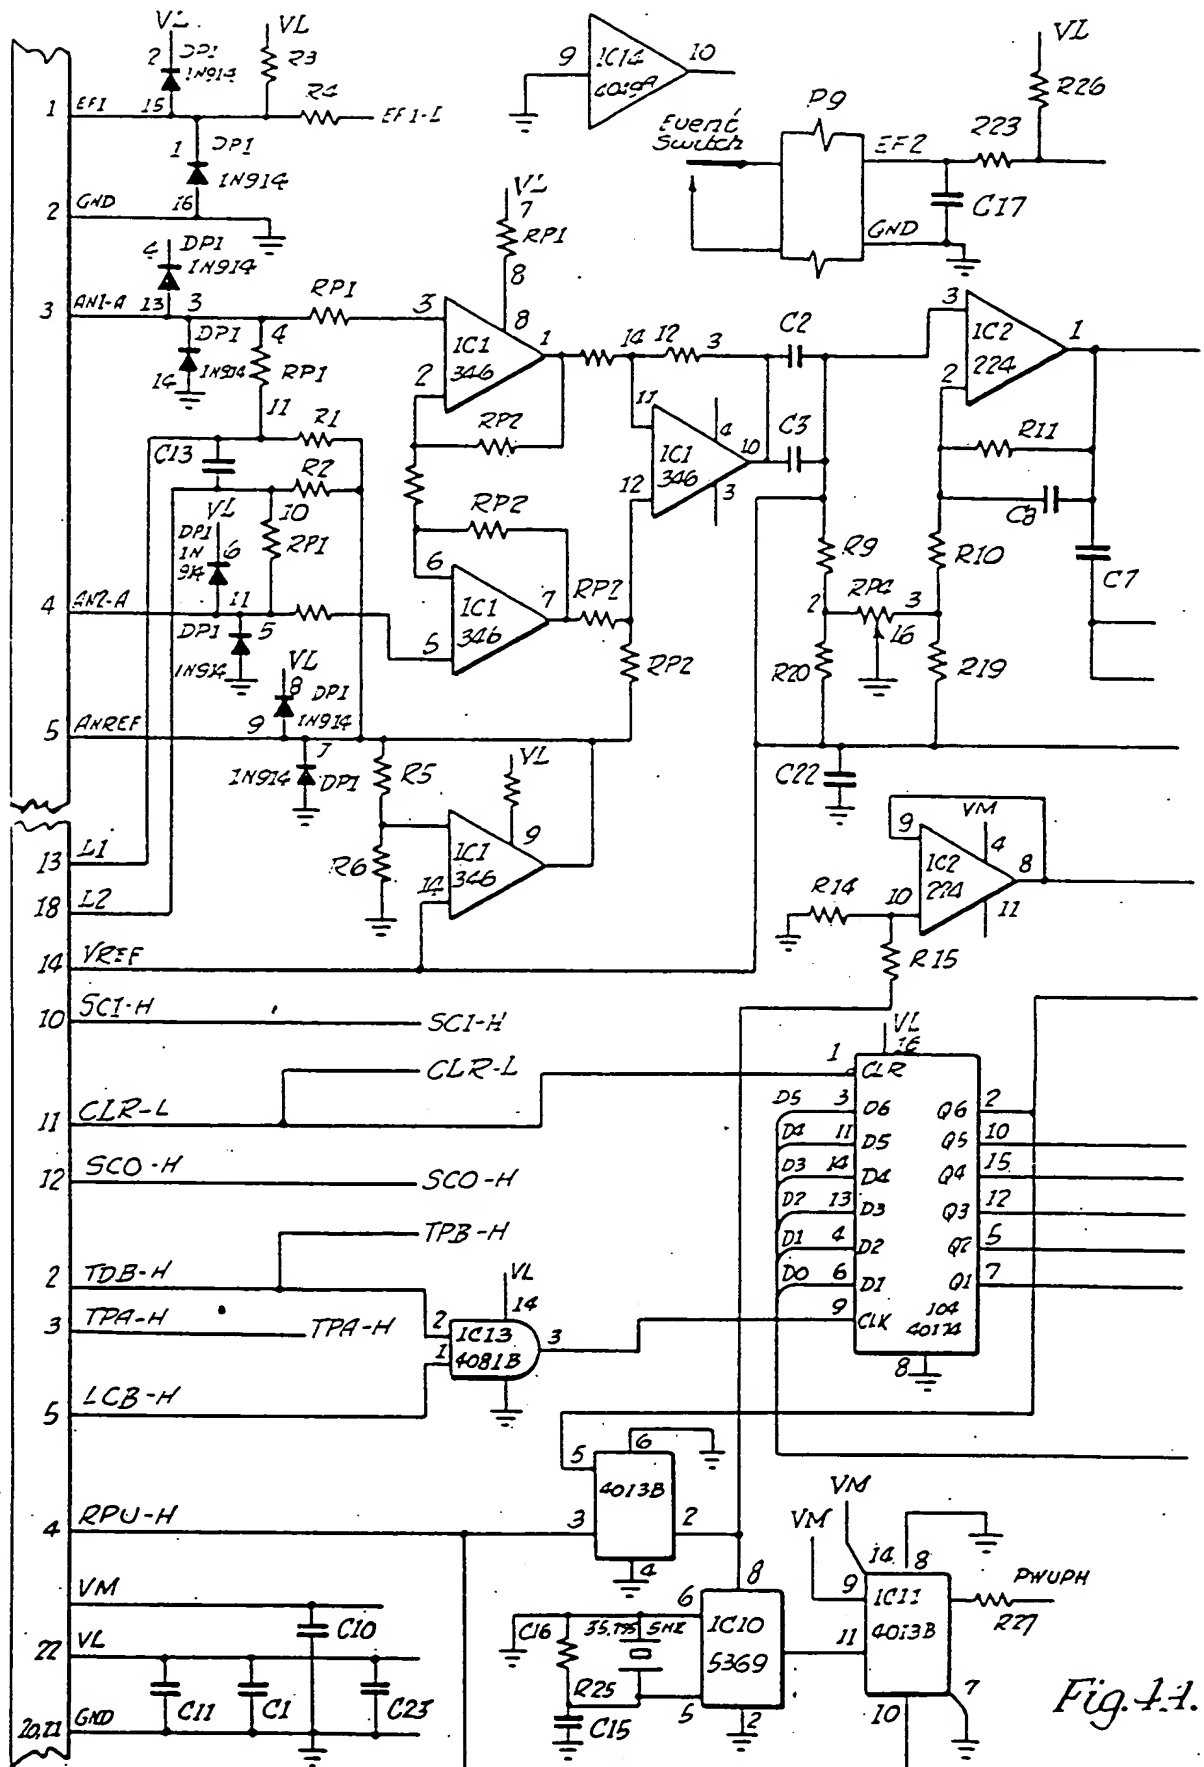 VL
2
DP1
1N914
VL
R3
1
EF1
15
R4
EF1-I
1
DP1
1N914
2
GND
16
9
IC14
4049A
10
Event
Switch
P9
EF2
GND
R23
C17
VL
R26
4
DP1
1N914
3
AN1-A
13
3
RP1
DP1
1N914
14
4
RP1
11
VL
7
RP1
8
3
8
IC1
346
1
2
RP2
14
12
3
C2
11
IC1
346
4
10
12
3
C3
3
IC2
224
1
2
R11
C8
C7
R1
C13
R2
VL
10
DP1
1N
914
6
RP1
4
AN2-A
11
DP1
5
1N914
RP2
6
IC1
346
7
5
RP2
RP2
R9
R10
2
RP4
3
16
R20
R19
VL
8
DP1
1N914
5
ANREF
9
7
1N914
DP1
R5
R6
VL
9
IC1
346
14
C22
9
VM
4
IC2
224
8
10
11
R14
R15
13
L1
18
L2
14
VREF
10
SCI-H
SCI-H
CLR-L
11
CLR-L
12
SCO-H
SCO-H
TPB-H
2
TDB-H
3
TPA-H
TPA-H
5
LCB-H
VL
14
2
1
IC13
4081B
3
VL
16
1
CLR
D5
3
D6
Q6
2
D4
11
D5
Q5
10
D3
14
D4
Q4
15
D2
13
D3
Q3
12
D1
4
D2
Q2
5
D0
6
D1
Q1
7
9
CLK
104
40174
8
4
RPU-H
5
6
4013B
3
2
4
VM
22
VL
20,21
GND
C10
C11
C1
C23
C16
R25
C15
6
8
IC10
5369
5
2
VM
VM
14
8
9
IC11
4013B
11
10
7
PWUPH
R27
Fig.44.